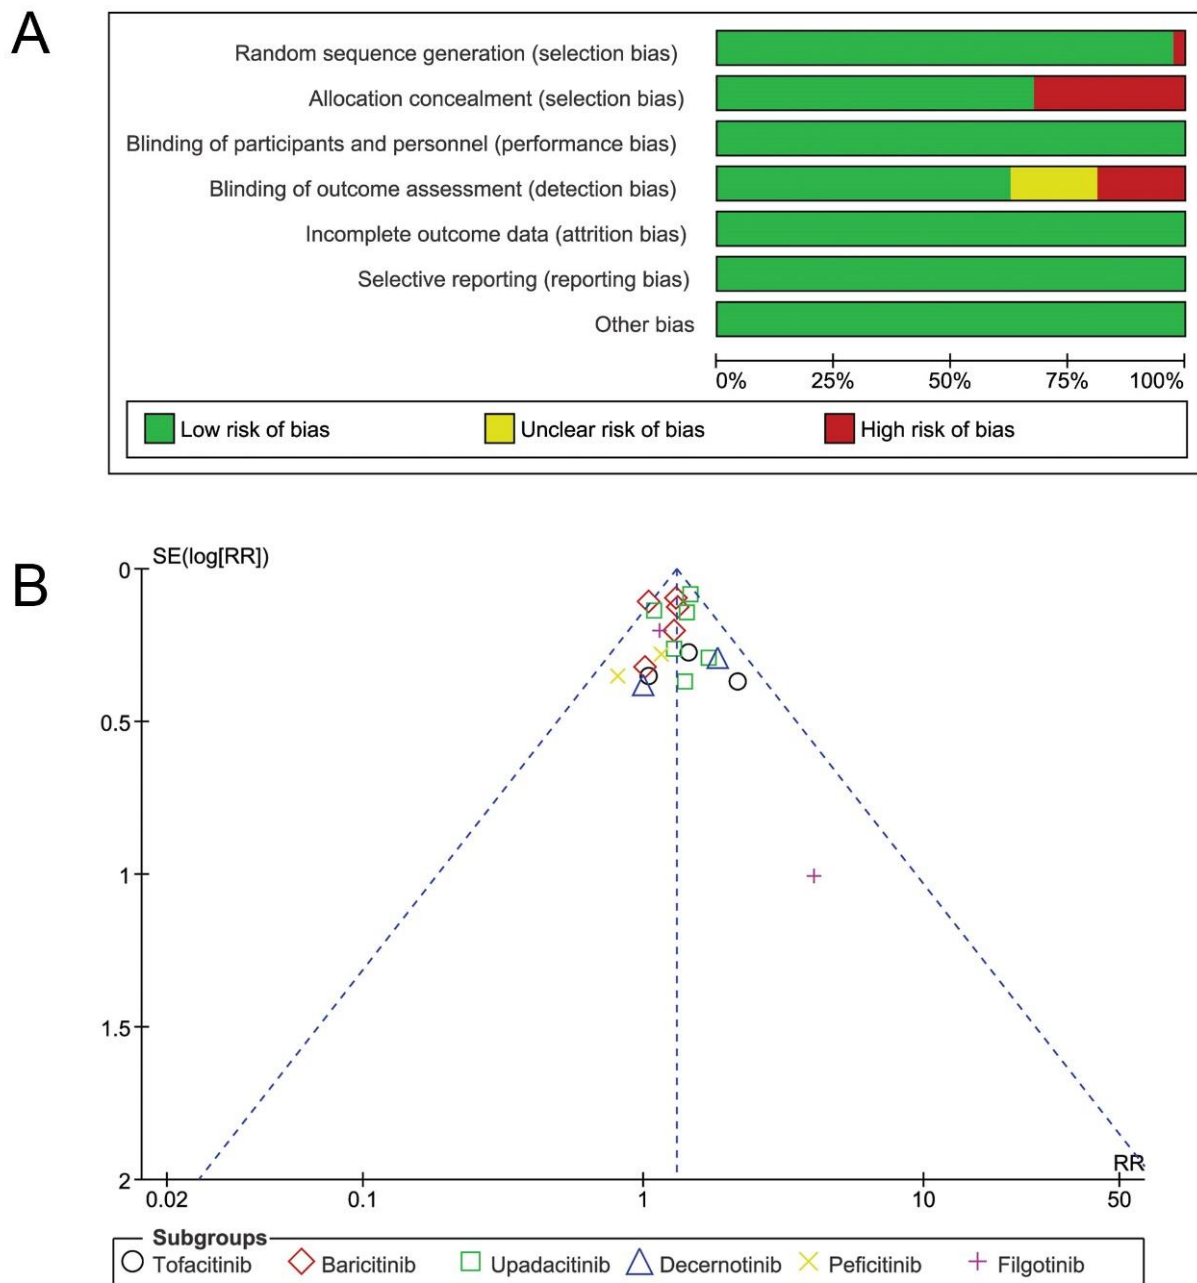 A
Random sequence generation (selection bias)
Allocation concealment (selection bias)
Blinding of participants and personnel (performance bias)
Blinding of outcome assessment (detection bias)
Incomplete outcome data (attrition bias)
Selective reporting (reporting bias)
Other bias
0% 25% 50% 75% 100%
Low risk of bias Unclear risk of bias High risk of bias
B
SE(log[RR])
0
0.5
1
1.5
2
RR
0.02 0.1 1 10 50
Subgroups
Tofacitinib Baricitinib Upadacitinib Decernotinib Peficitinib Filgotinib